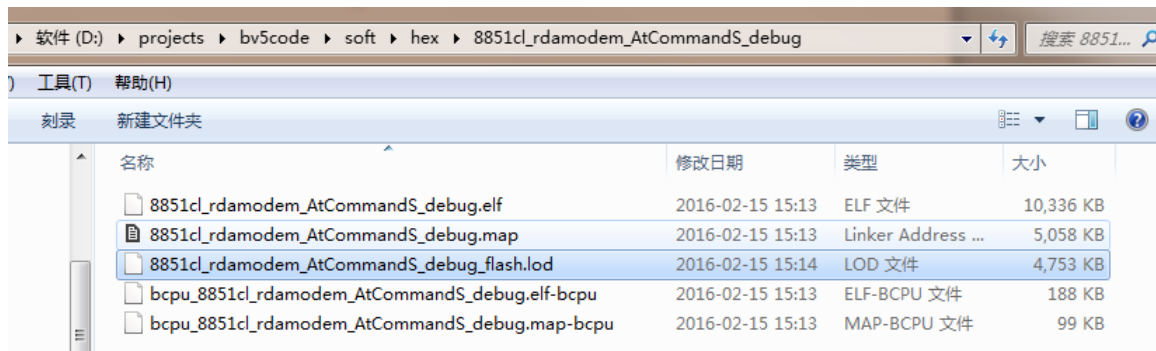 软件 (D:) projects bv5code soft hex 8851cl_rdamodem_AtCommandS_debug 搜索 8851...
) 工具(T) 帮助(H)
刻录 新建文件夹
名称 修改日期 类型 大小
8851cl_rdamodem_AtCommandS_debug.elf 2016-02-15 15:13 ELF 文件 10,336 KB
8851cl_rdamodem_AtCommandS_debug.map 2016-02-15 15:13 Linker Address ... 5,058 KB
8851cl_rdamodem_AtCommandS_debug_flash.lod 2016-02-15 15:14 LOD 文件 4,753 KB
bcpu_8851cl_rdamodem_AtCommandS_debug.elf-bcpu 2016-02-15 15:13 ELF-BCPU 文件 188 KB
bcpu_8851cl_rdamodem_AtCommandS_debug.map-bcpu 2016-02-15 15:13 MAP-BCPU 文件 99 KB